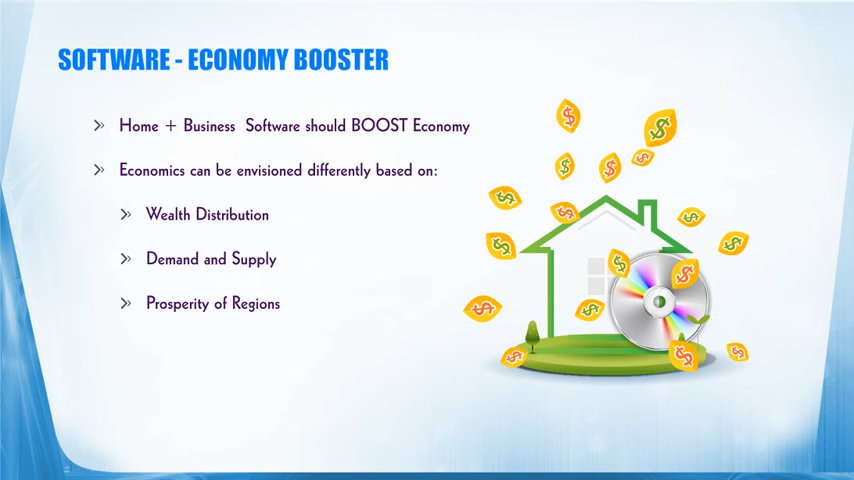 SOFTWARE - ECONOMY BOOSTER
Home + Business Software should BOOST Economy
Economics can be envisioned differently based on:
Wealth Distribution
Demand and Supply
Prosperity of Regions